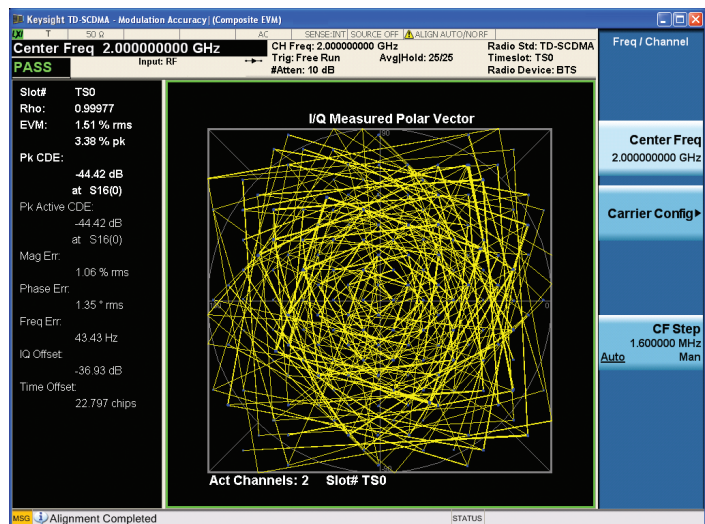 Keysight TD-SCDMA - Modulation Accuracy (Composite EVM)
LXI T 50 Ω AC SENSE:INT SOURCE OFF ALIGN AUTO/NO RF
Center Freq 2.000000000 GHz
PASS
Input: RF
CH Freq: 2.000000000 GHz
Trig: Free Run Avg|Hold: 25/25
#Atten: 10 dB
Radio Std: TD-SCDMA
Timeslot: TS0
Radio Device: BTS
Slot# TS0
Rho: 0.99977
EVM: 1.51 % rms
3.38 % pk
Pk CDE:
-44.42 dB
at S16(0)
Pk Active CDE:
-44.42 dB
at S16(0)
Mag Err:
1.06 % rms
Phase Err:
1.35 ° rms
Freq Err:
43.43 Hz
IQ Offset:
-36.93 dB
Time Offset:
22.797 chips
I/Q Measured Polar Vector
90
0
Act Channels: 2 Slot# TS0
Freq / Channel
Center Freq
2.000000000 GHz
Carrier Config
CF Step
1.600000 MHz
Auto Man
MSG Alignment Completed
STATUS